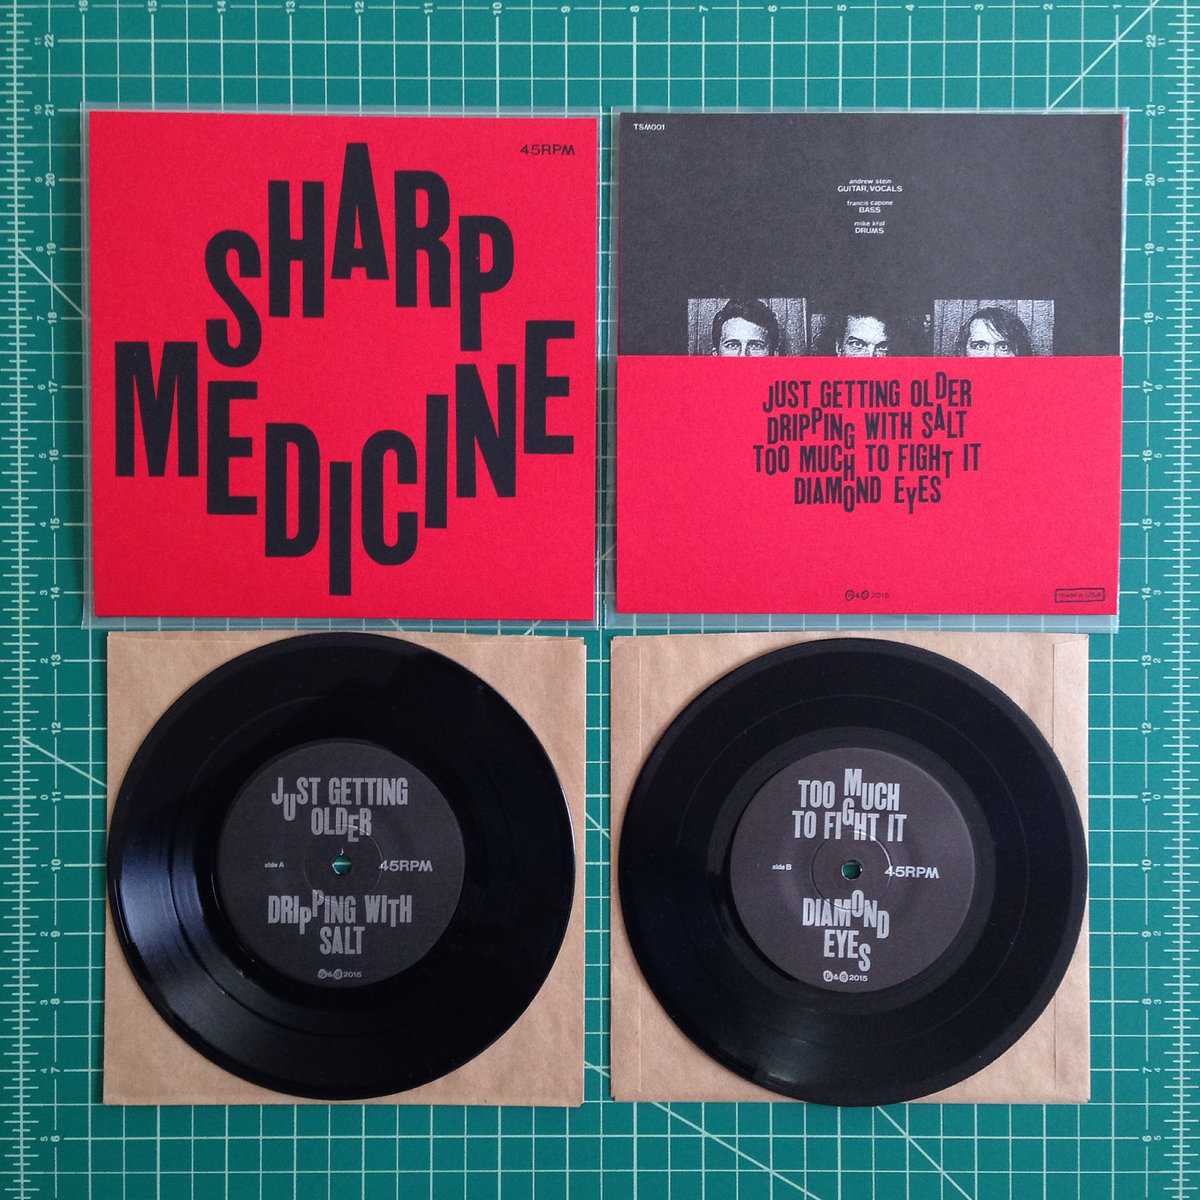 SHARP
MEDICINE
45RPM
TSM001
andrew stein
GUITAR, VOCALS
francis capone
BASS
mike krol
DRUMS
JUST GETTING OLDER
DRIPPING WITH SALT
TOO MUCH TO FIGHT IT
DIAMOND EYES
℗&© 2015
made in USA
JUST GETTING
OLDER
side A
45RPM
DRIPPING WITH
SALT
℗&© 2015
TOO MUCH
TO FIGHT IT
side B
45RPM
DIAMOND
EYES
℗&© 2015